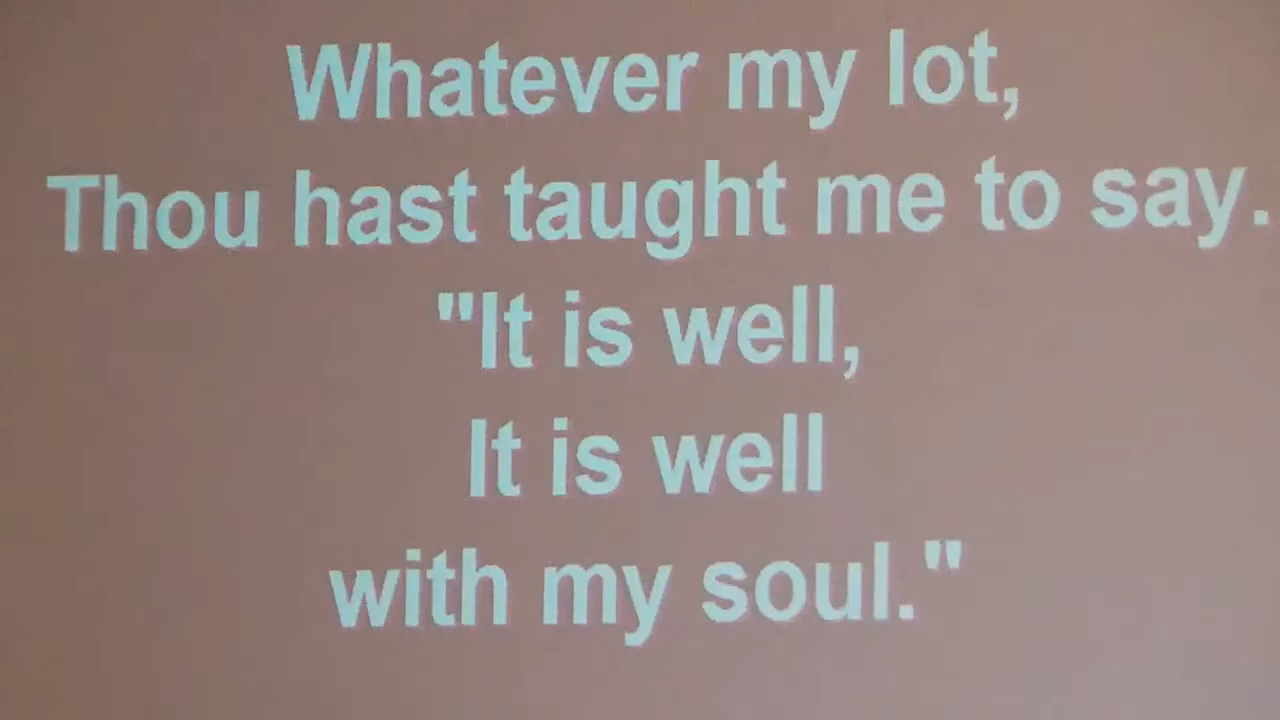 Whatever my lot,
Thou hast taught me to say.
"It is well,
It is well
with my soul."